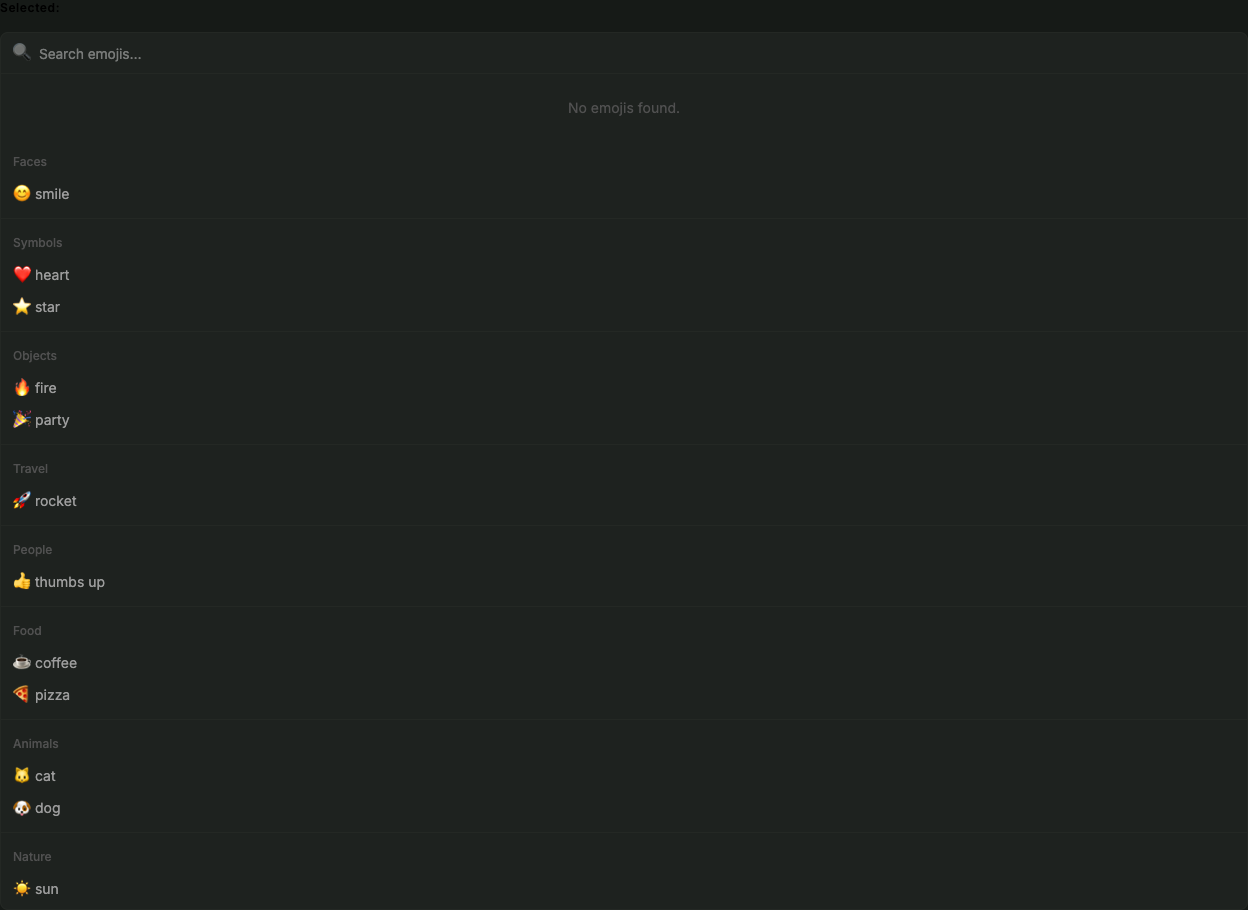 Selected:
Search emojis...
No emojis found.
Faces
😊 smile
Symbols
❤️ heart
⭐ star
Objects
🔥 fire
🎉 party
Travel
🚀 rocket
People
👍 thumbs up
Food
☕ coffee
🍕 pizza
Animals
🐱 cat
🐶 dog
Nature
☀️ sun